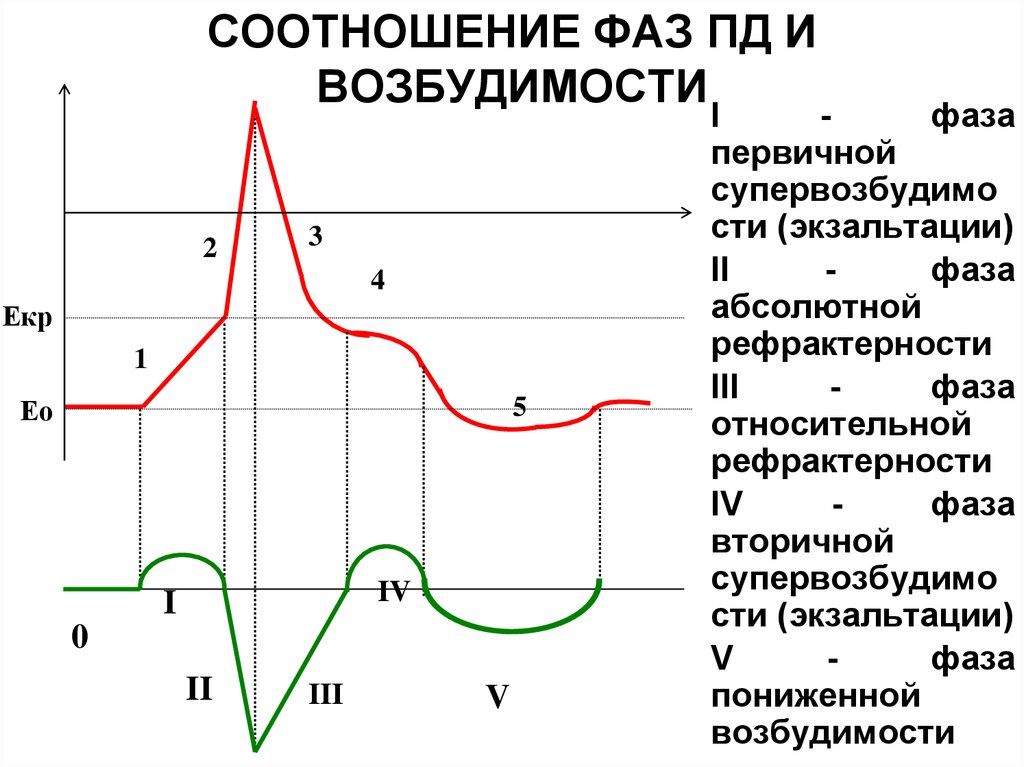 СООТНОШЕНИЕ ФАЗ ПД И
ВОЗБУДИМОСТИ
I - фаза
первичной
супервозбудимо
сти (экзальтации)
II - фаза
абсолютной
рефрактерности
III - фаза
относительной
рефрактерности
IV - фаза
вторичной
супервозбудимо
сти (экзальтации)
V - фаза
пониженной
возбудимости
2
3
4
Екр
1
Ео
5
I
IV
0
II
III
V